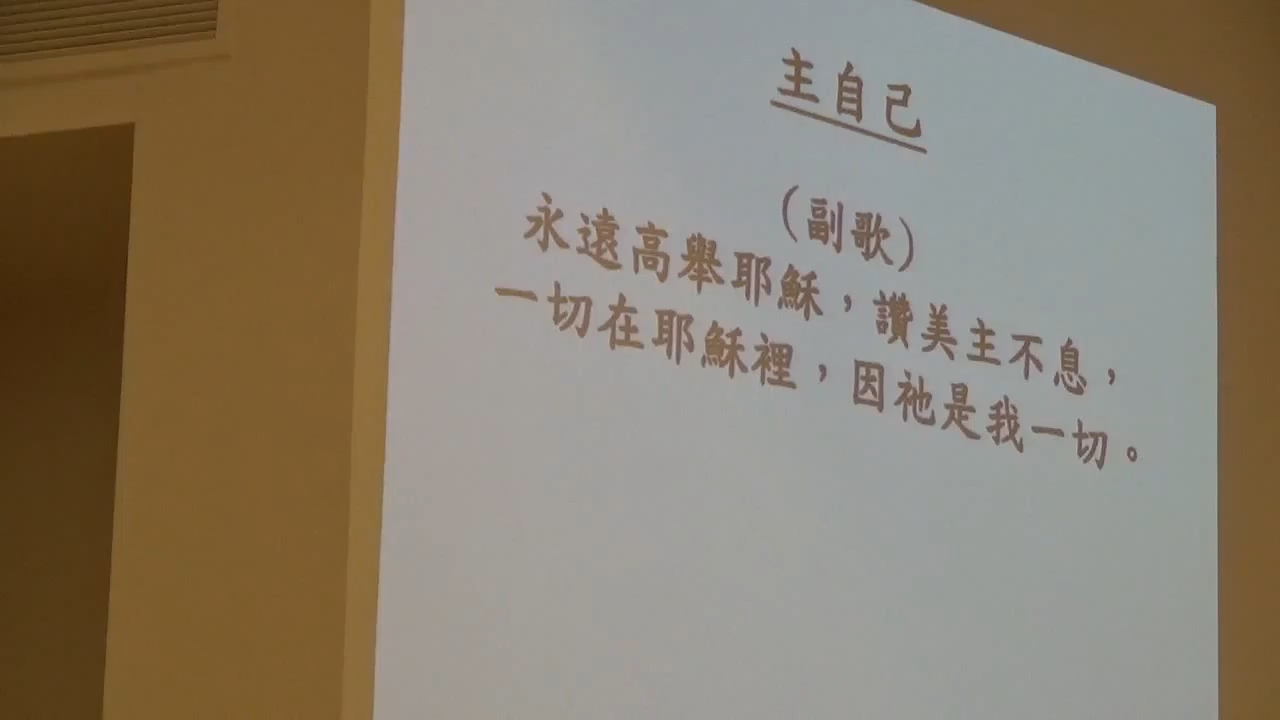 主自己
(副歌)
永遠高舉耶穌，讚美主不息，
一切在耶穌裡，因祂是我一切。